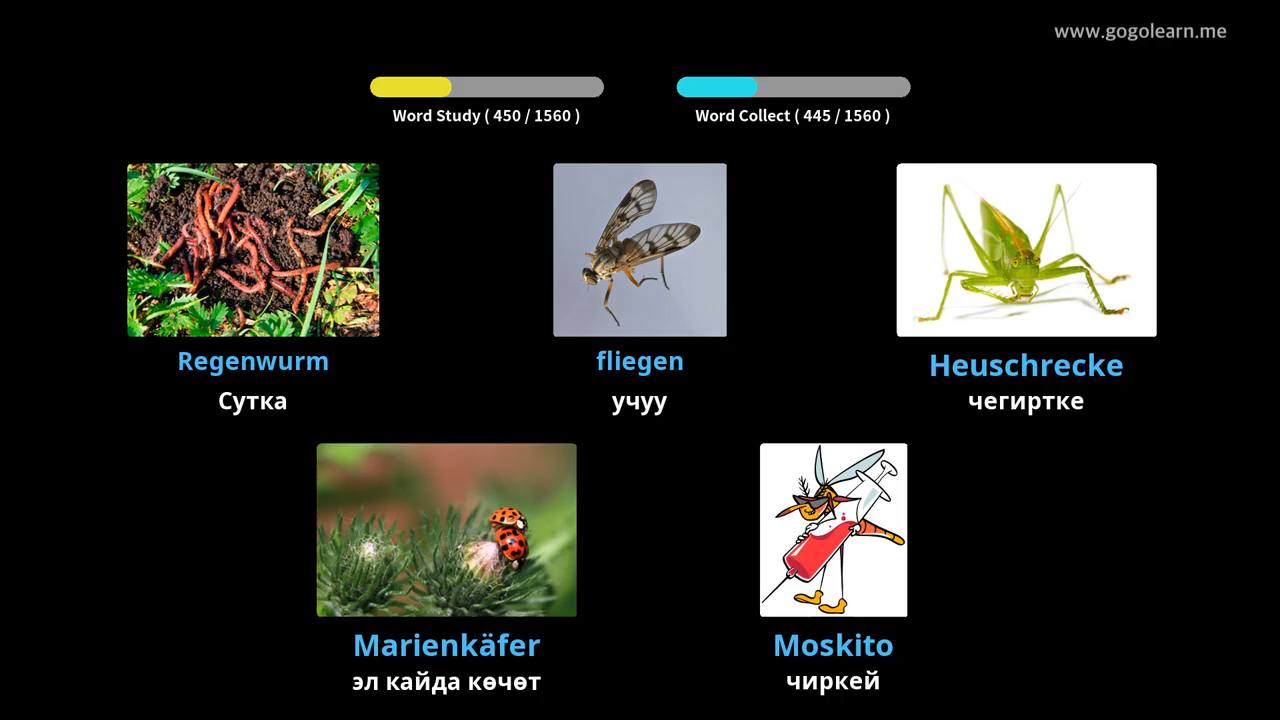 www.gogolearn.me
Word Study ( 450 / 1560 )
Word Collect ( 445 / 1560 )
Regenwurm
Сутка
fliegen
учуу
Heuschrecke
чегиртке
Marienkäfer
эл кайда көчөт
Moskito
чиркей